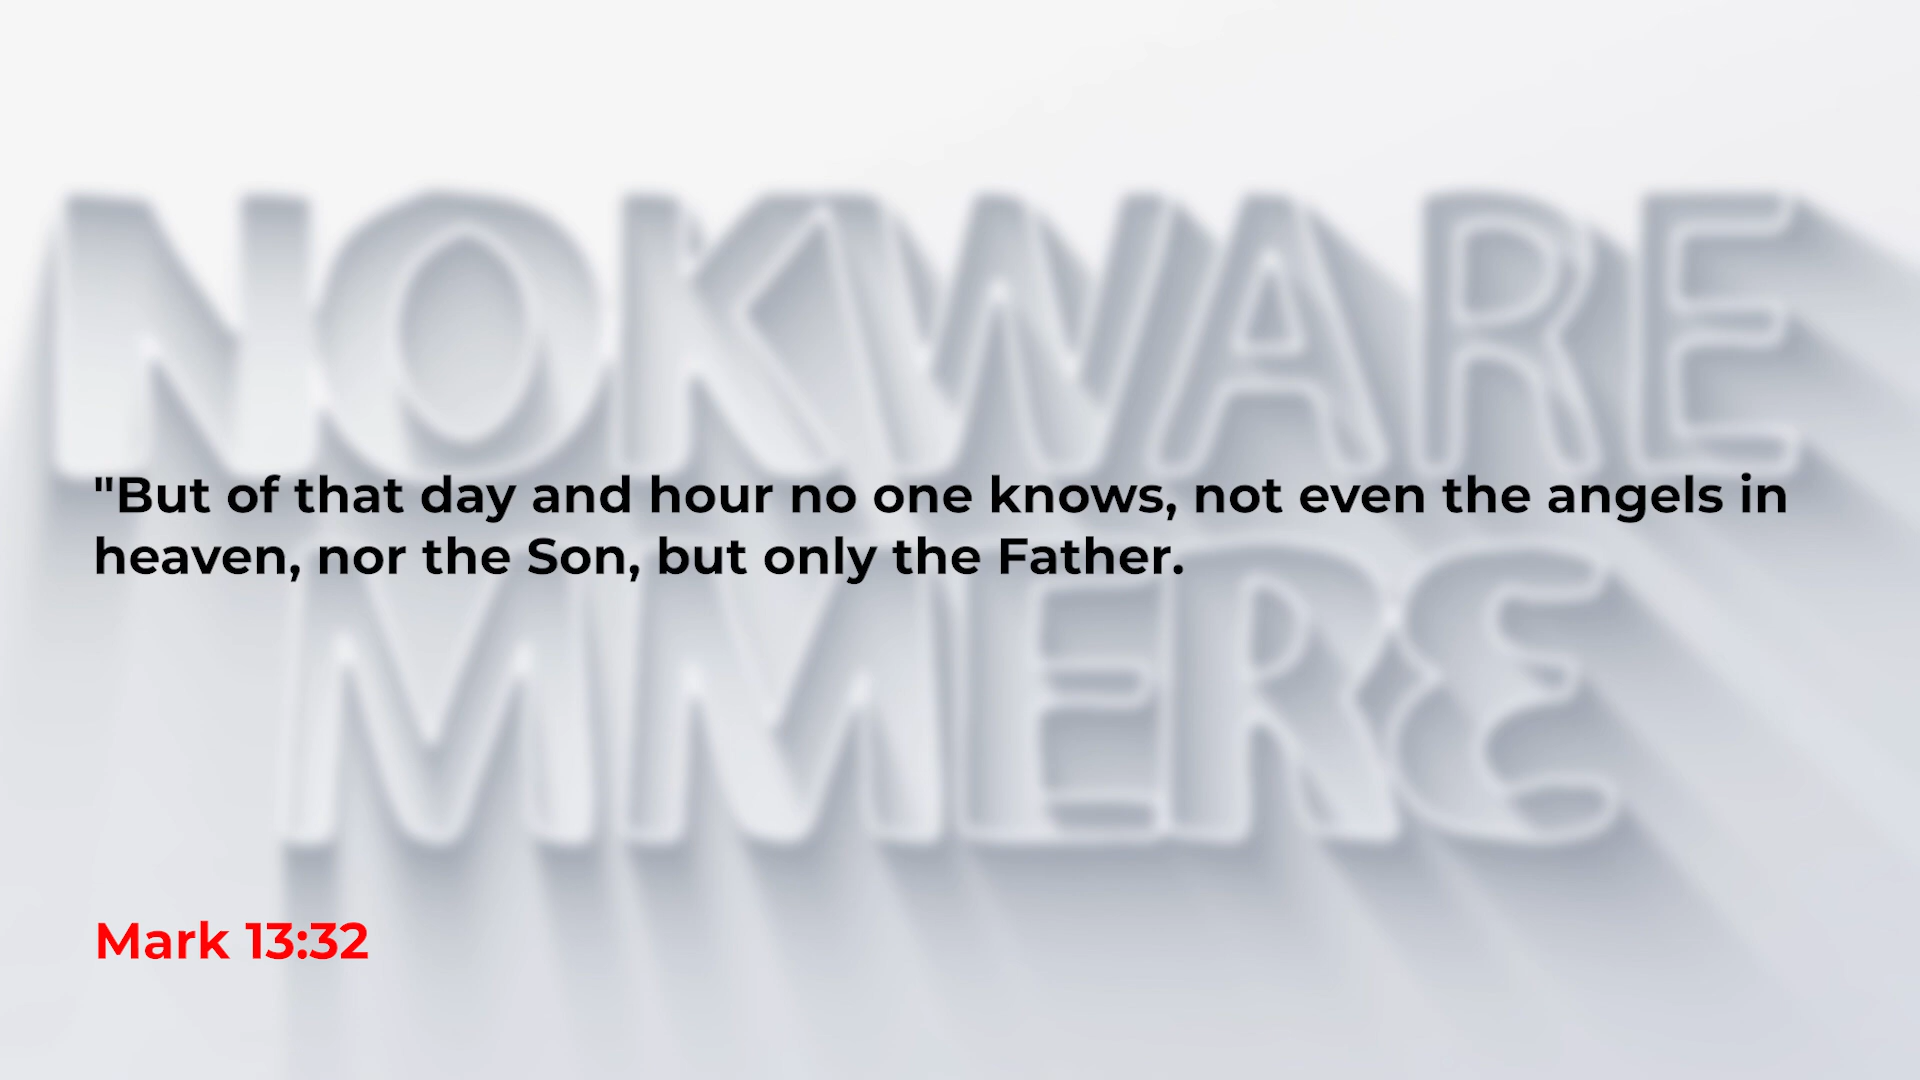 NOKWARE
"But of that day and hour no one knows, not even the angels in
heaven, nor the Son, but only the Father.
MMERƐ
Mark 13:32